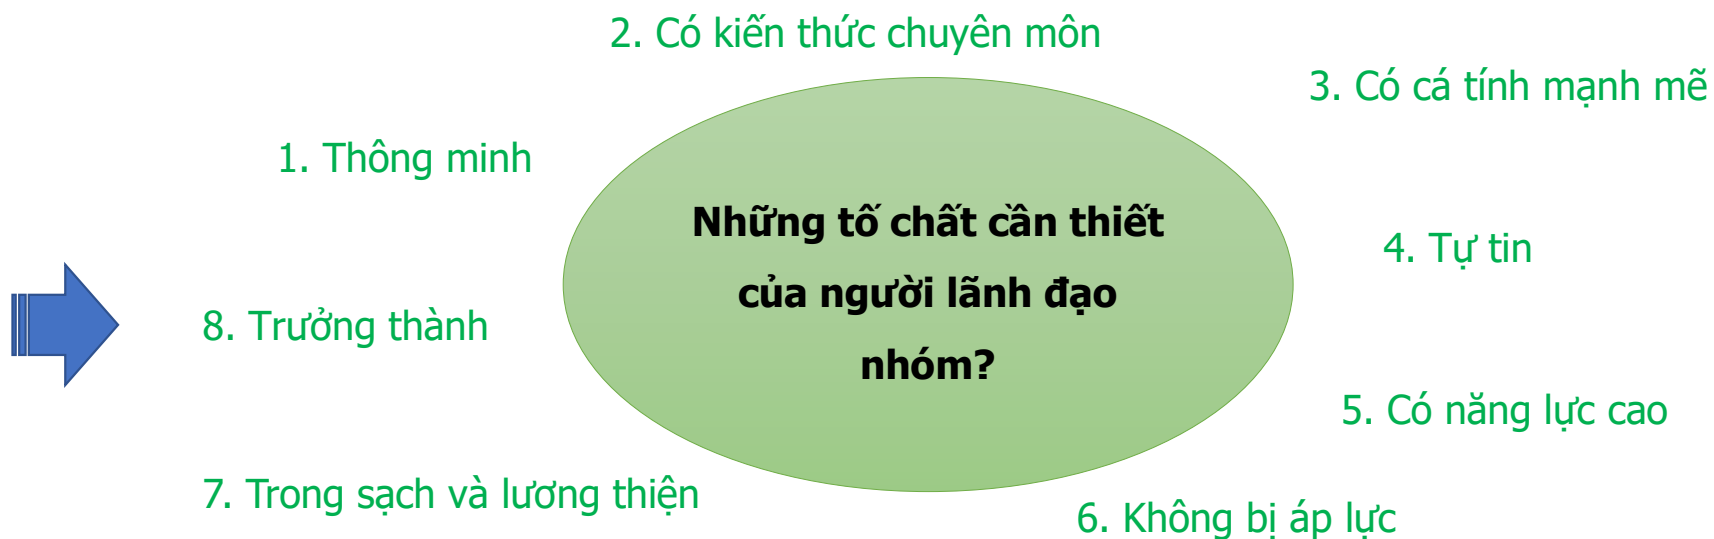 2. Có kiến thức chuyên môn
3. Có cá tính mạnh mẽ
1. Thông minh
Những tố chất cần thiết
của người lãnh đạo
nhóm?
4. Tự tin
8. Trưởng thành
5. Có năng lực cao
7. Trong sạch và lương thiện
6. Không bị áp lực